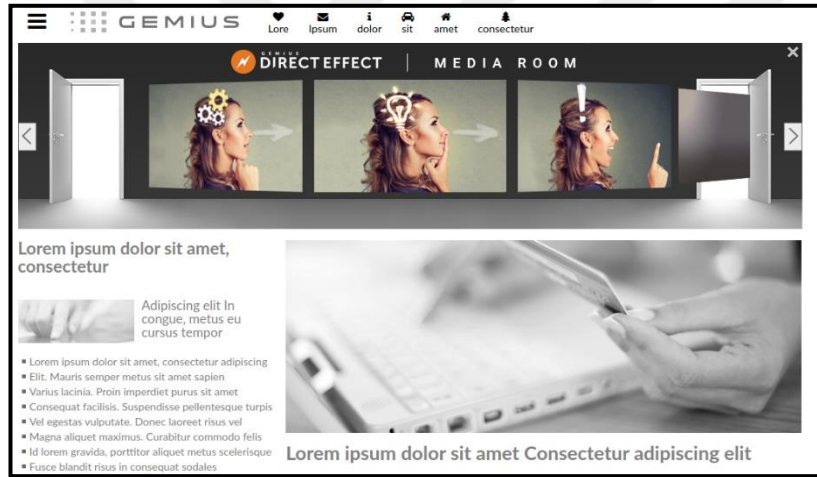 GEMIUS
Lore Ipsum dolor sit amet consectetur
GEMIUS
DIRECTEFFECT | MEDIA ROOM
Lorem ipsum dolor sit amet,
consectetur
Adipiscing elit In
congue, metus eu
cursus tempor
Lorem ipsum dolor sit amet, consectetur adipiscing
Elit. Mauris semper metus sit amet sapien
Varius lacinia. Proin imperdiet purus sit amet
Consequat facilisis. Suspendisse pellentesque turpis
Vel egestas vulputate. Donec laoreet risus vel
Magna aliquet maximus. Curabitur commodo felis
Id lorem gravida, porttitor aliquet metus scelerisque
Fusce blandit risus in consequat sodales
Lorem ipsum dolor sit amet Consectetur adipiscing elit